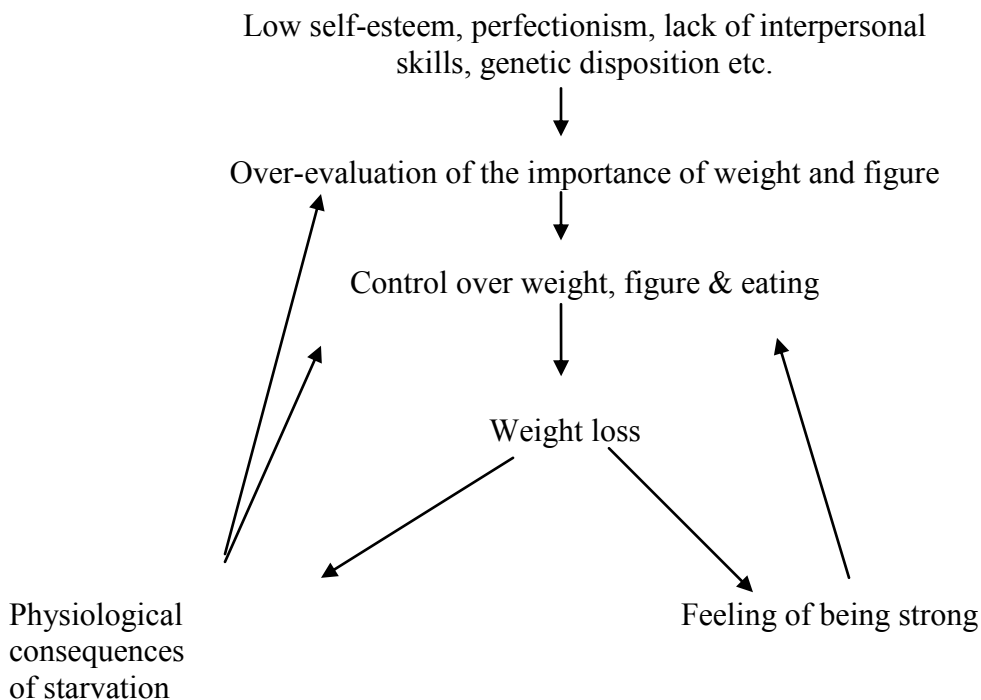 Low self-esteem, perfectionism, lack of interpersonal
skills, genetic disposition etc.
Over-evaluation of the importance of weight and figure
Control over weight, figure & eating
Weight loss
Physiological
consequences
of starvation
Feeling of being strong